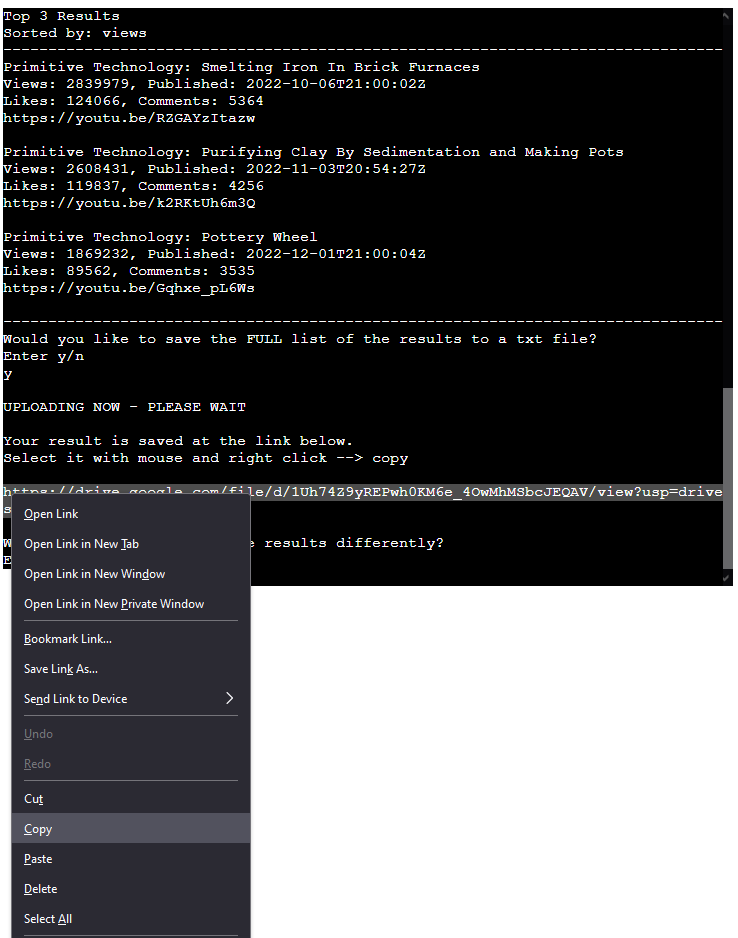 Top 3 Results
Sorted by: views
--------------------------------------------------------------------------------
Primitive Technology: Smelting Iron In Brick Furnaces
Views: 2839979, Published: 2022-10-06T21:00:02Z
Likes: 124066, Comments: 5364
https://youtu.be/RZGAYzItazw
Primitive Technology: Purifying Clay By Sedimentation and Making Pots
Views: 2608431, Published: 2022-11-03T20:54:27Z
Likes: 119837, Comments: 4256
https://youtu.be/k2RKtUh6m3Q
Primitive Technology: Pottery Wheel
Views: 1869232, Published: 2022-12-01T21:00:04Z
Likes: 89562, Comments: 3535
https://youtu.be/Gqhxe_pL6Ws
--------------------------------------------------------------------------------
Would you like to save the FULL list of the results to a txt file?
Enter y/n
y
UPLOADING NOW - PLEASE WAIT
Your result is saved at the link below.
Select it with mouse and right click --> copy
https://drive.google.com/file/d/1Uh74Z9yREPwh0KM6e_4OwMhMSbcJEQAV/view?usp=drive
s
W
e results differently?
E
Open Link
Open Link in New Tab
Open Link in New Window
Open Link in New Private Window
Bookmark Link...
Save Link As...
Send Link to Device
Undo
Redo
Cut
Copy
Paste
Delete
Select All